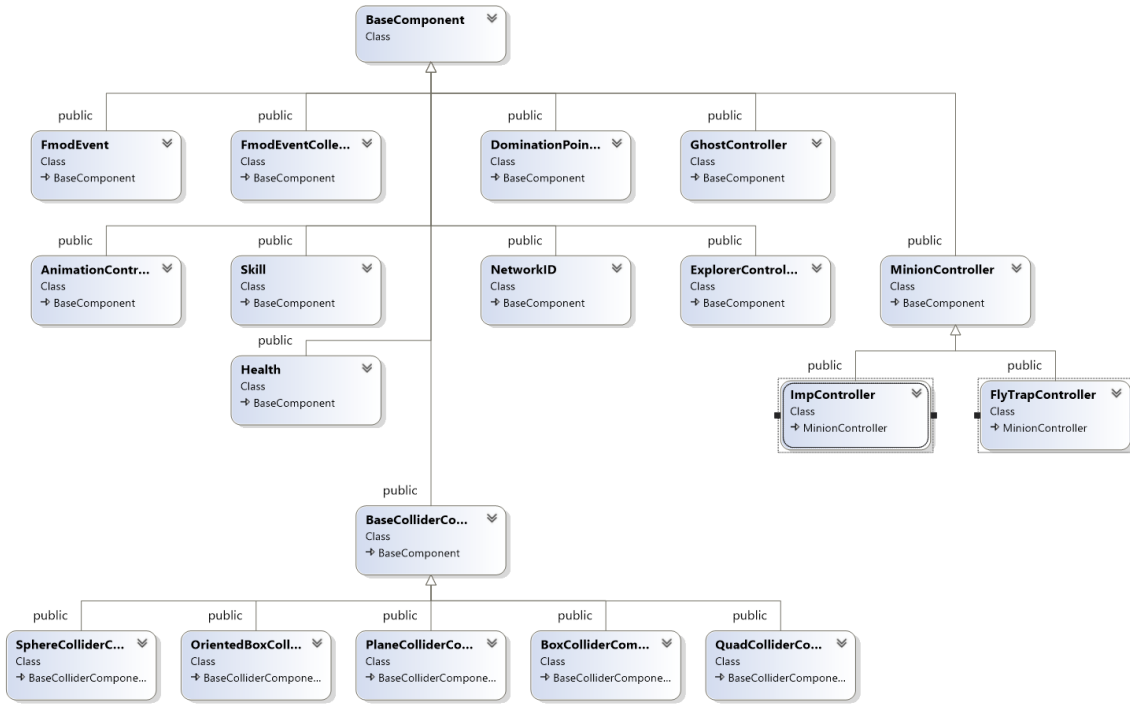 BaseComponent
Class
public
public
public
public
FmodEvent
Class
BaseComponent
FmodEventColle...
Class
BaseComponent
DominationPoin...
Class
BaseComponent
GhostController
Class
BaseComponent
public
public
public
public
public
AnimationContr...
Class
BaseComponent
Skill
Class
BaseComponent
NetworkID
Class
BaseComponent
ExplorerControl...
Class
BaseComponent
MinionController
Class
BaseComponent
public
Health
Class
BaseComponent
public
public
ImpController
Class
MinionController
FlyTrapController
Class
MinionController
public
BaseColliderCo...
Class
BaseComponent
public
public
public
public
public
SphereColliderC...
Class
BaseColliderCompone...
OrientedBoxColl...
Class
BaseColliderCompone...
PlaneColliderCo...
Class
BaseColliderCompone...
BoxColliderCom...
Class
BaseColliderCompone...
QuadColliderCo...
Class
BaseColliderCompone...